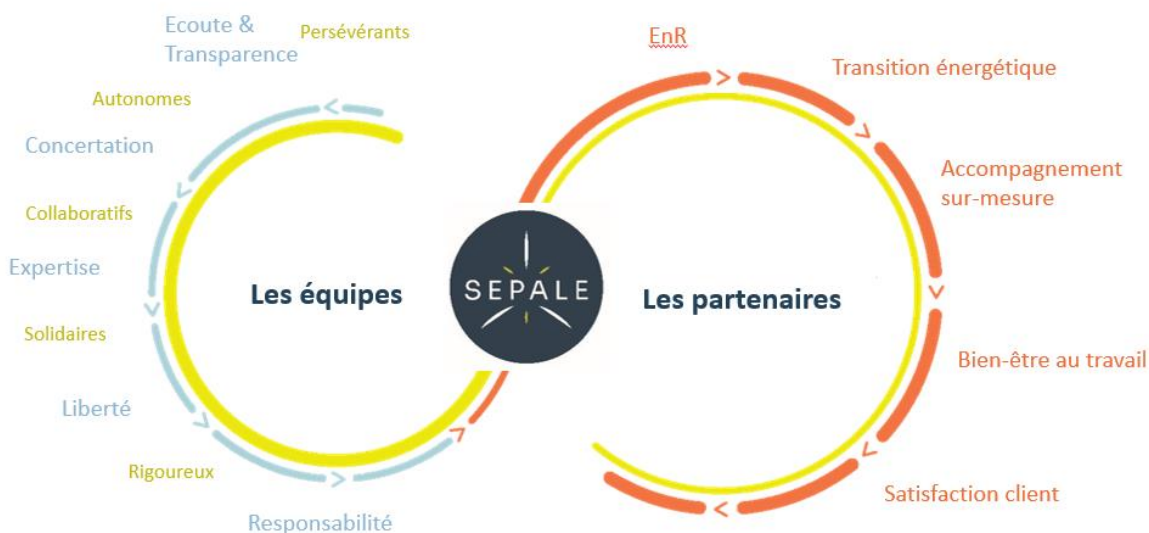 Ecoute &
Transparence
Persévérants
Autonomes
Concertation
Collaboratifs
Expertise
Solidaires
Liberté
Rigoureux
Responsabilité
Les équipes
SEPALE
Les partenaires
EnR
Transition énergétique
Accompagnement
sur-mesure
Bien-être au travail
Satisfaction client